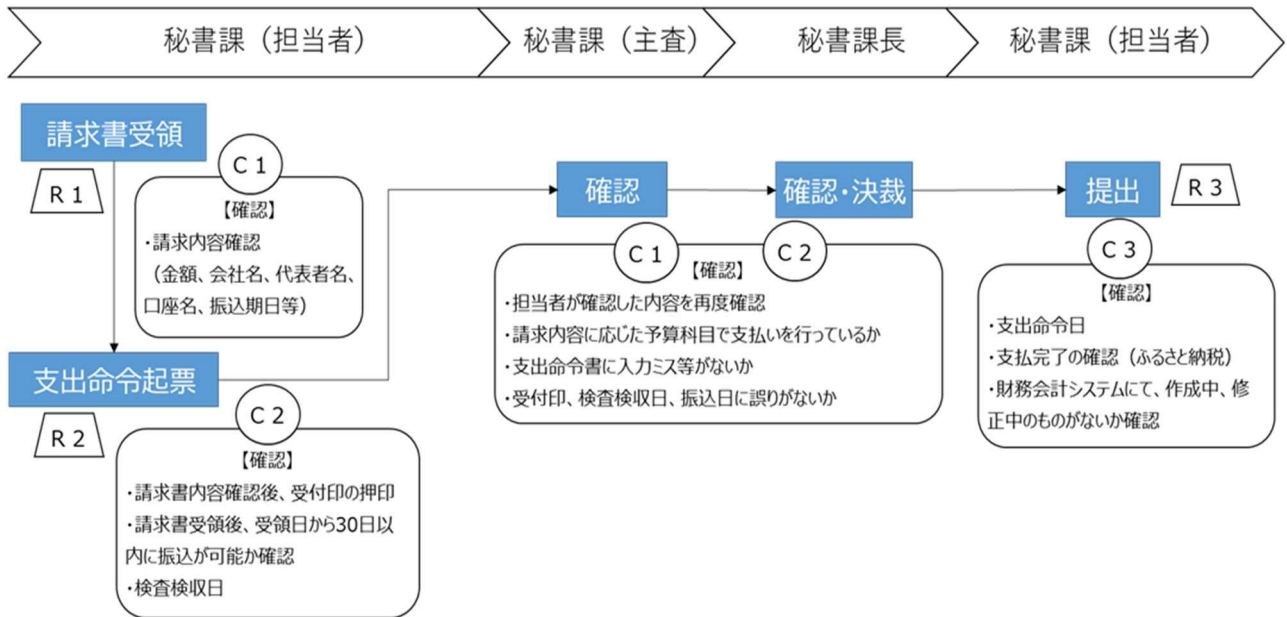 秘書課（担当者）
秘書課（主査）
秘書課長
秘書課（担当者）
請求書受領
R 1
C 1
【確認】
・請求内容確認
（金額、会社名、代表者名、
口座名、振込期日等）
支出命令起票
R 2
C 2
【確認】
・請求書内容確認後、受付印の押印
・請求書受領後、受領日から30日以
内に振込が可能か確認
・検査検収日
確認
確認・決裁
C 1
C 2
【確認】
・担当者が確認した内容を再度確認
・請求内容に応じた予算科目で支払いを行っているか
・支出命令書に入力ミス等がないか
・受付印、検査検収日、振込日に誤りがないか
提出
R 3
C 3
【確認】
・支出命令日
・支払完了の確認（ふるさと納税）
・財務会計システムにて、作成中、修
正中のものがないか確認